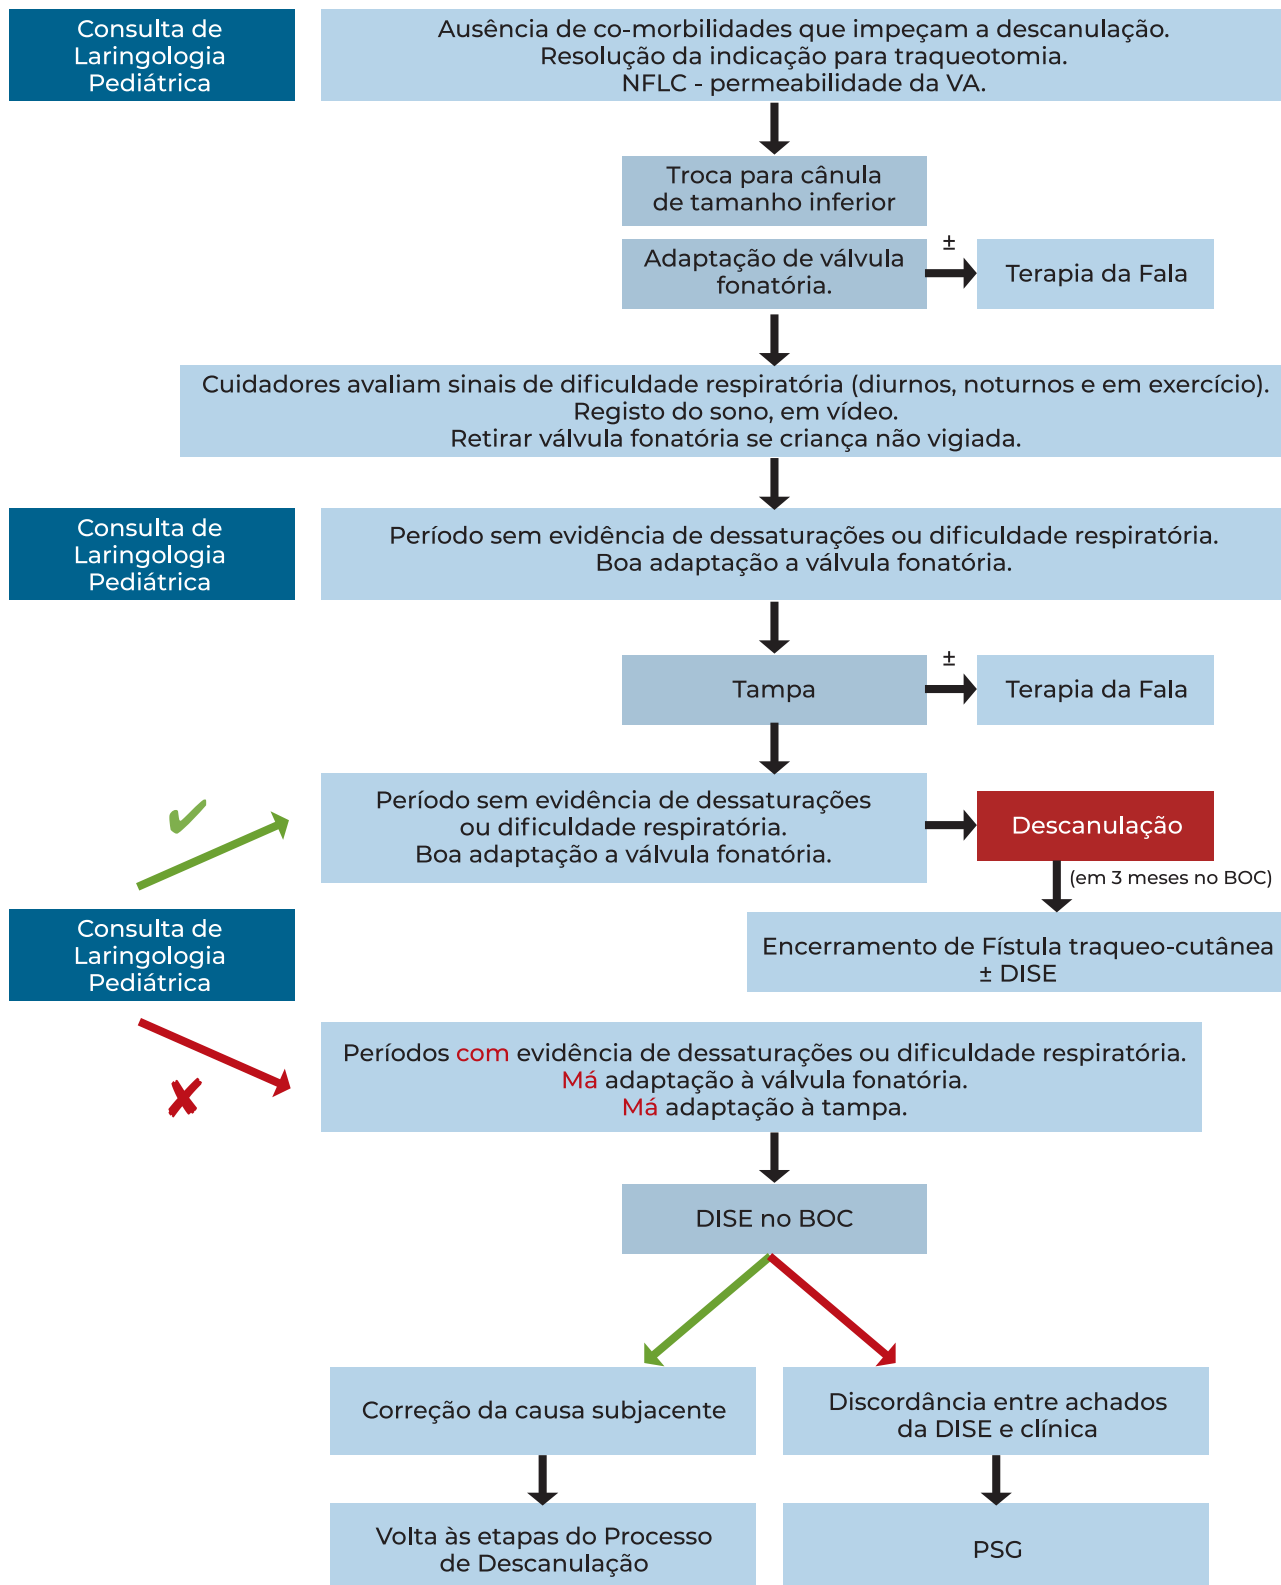 Consulta de
Laringologia
Pediátrica
Ausência de co-morbilidades que impeçam a descanulação.
Resolução da indicação para traqueotomia.
NFLC - permeabilidade da VA.
Troca para cânula
de tamanho inferior
Adaptação de válvula
fonatória.
±
Terapia da Fala
Cuidadores avaliam sinais de dificuldade respiratória (diurnos, noturnos e em exercício).
Registo do sono, em vídeo.
Retirar válvula fonatória se criança não vigiada.
Consulta de
Laringologia
Pediátrica
Período sem evidência de dessaturações ou dificuldade respiratória.
Boa adaptação a válvula fonatória.
Tampa
±
Terapia da Fala
Período sem evidência de dessaturações
ou dificuldade respiratória.
Boa adaptação a válvula fonatória.
Descanulação
(em 3 meses no BOC)
Consulta de
Laringologia
Pediátrica
Encerramento de Fístula traqueo-cutânea
± DISE
Períodos com evidência de dessaturações ou dificuldade respiratória.
Má adaptação à válvula fonatória.
Má adaptação à tampa.
DISE no BOC
Correção da causa subjacente
Discordância entre achados
da DISE e clínica
Volta às etapas do Processo
de Descanulação
PSG